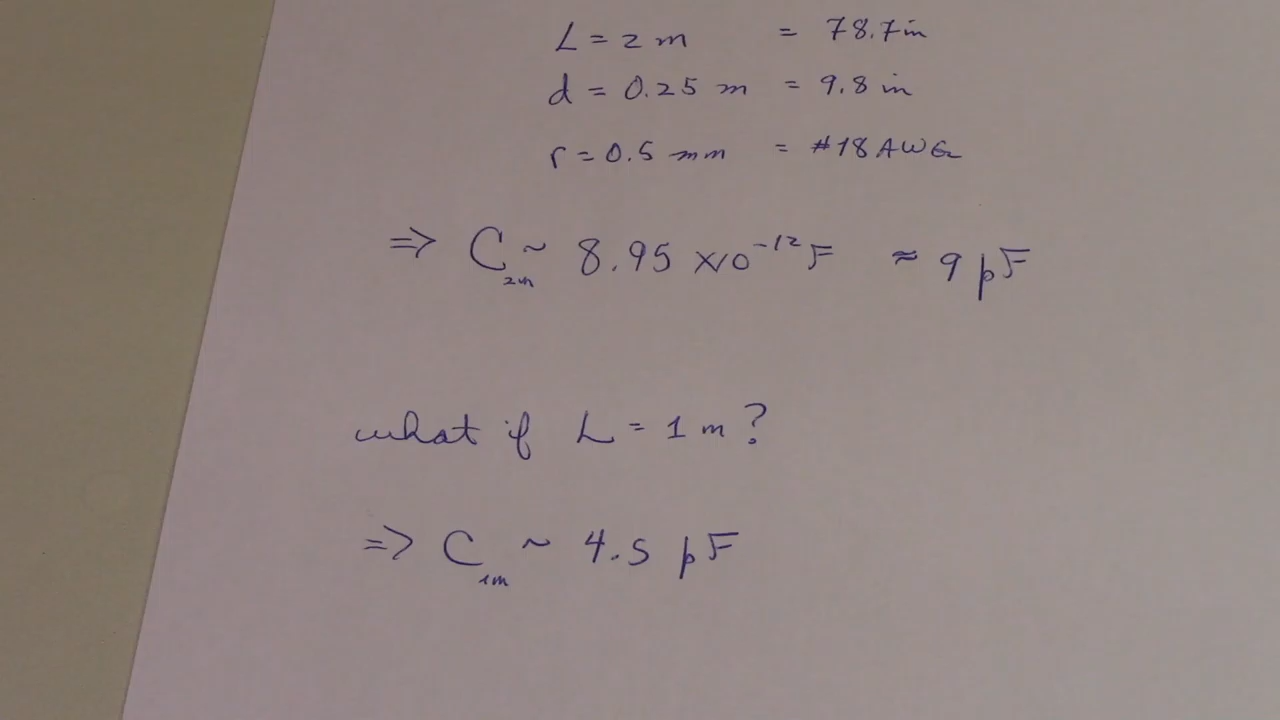 L = 2 m = 78.7 in
d = 0.25 m = 9.8 in
r = 0.5 mm = #18 AWG
⇒ C₂ₘ ~ 8.95 x10⁻¹² F ≈ 9 pF
what if L = 1 m ?
⇒ C₁ₘ ~ 4.5 pF